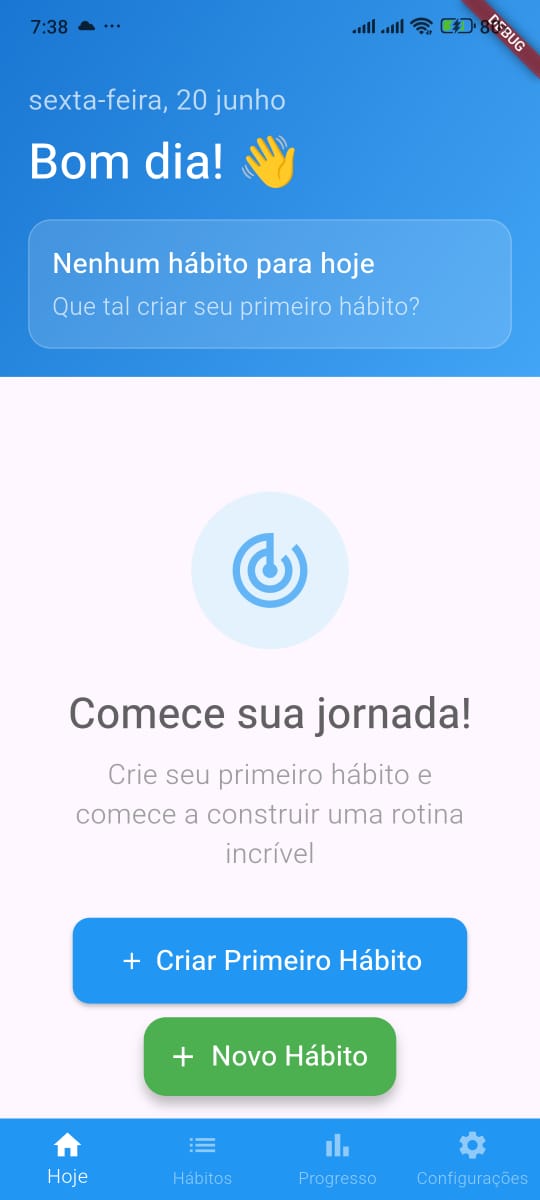 7:38
DEBUG
sexta-feira, 20 junho
Bom dia! 👋
Nenhum hábito para hoje
Que tal criar seu primeiro hábito?
Comece sua jornada!
Crie seu primeiro hábito e
comece a construir uma rotina
incrível
+ Criar Primeiro Hábito
+ Novo Hábito
Hoje
Hábitos
Progresso
Configurações